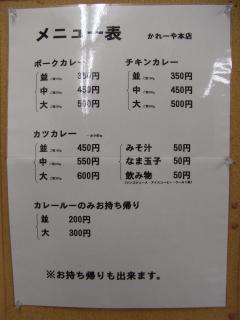 メニュー表 かれーや本店
ポークカレー チキンカレー
並 350円 並 350円
中 450円 中 450円
大 500円 大 500円
カツカレー
並 450円 みそ汁 50円
中 550円 なま玉子 50円
大 600円 飲み物 50円
カレールーのみお持ち帰り
並 200円
大 300円
※お持ち帰りも出来ます。